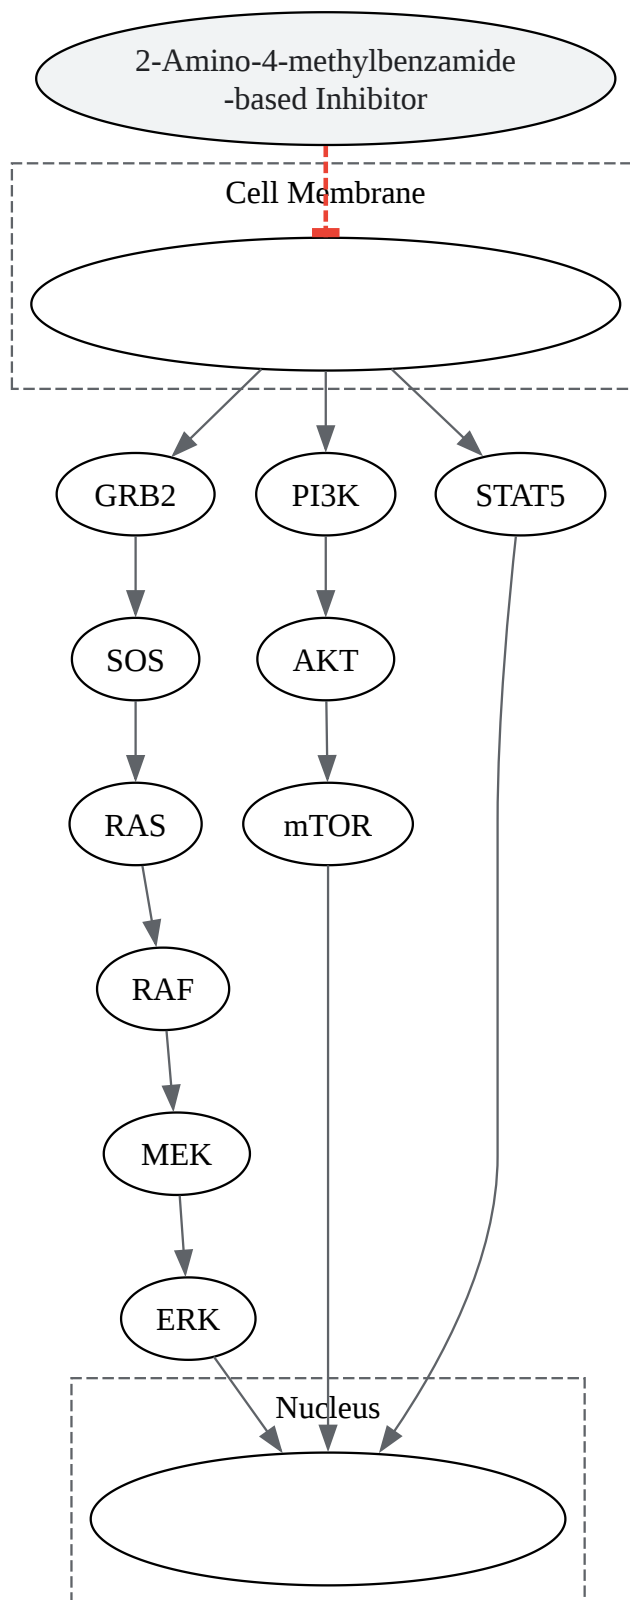 2-Amino-4-methylbenzamide
-based Inhibitor
Cell Membrane
GRB2
PI3K
STAT5
SOS
AKT
RAS
mTOR
RAF
MEK
ERK
Nucleus